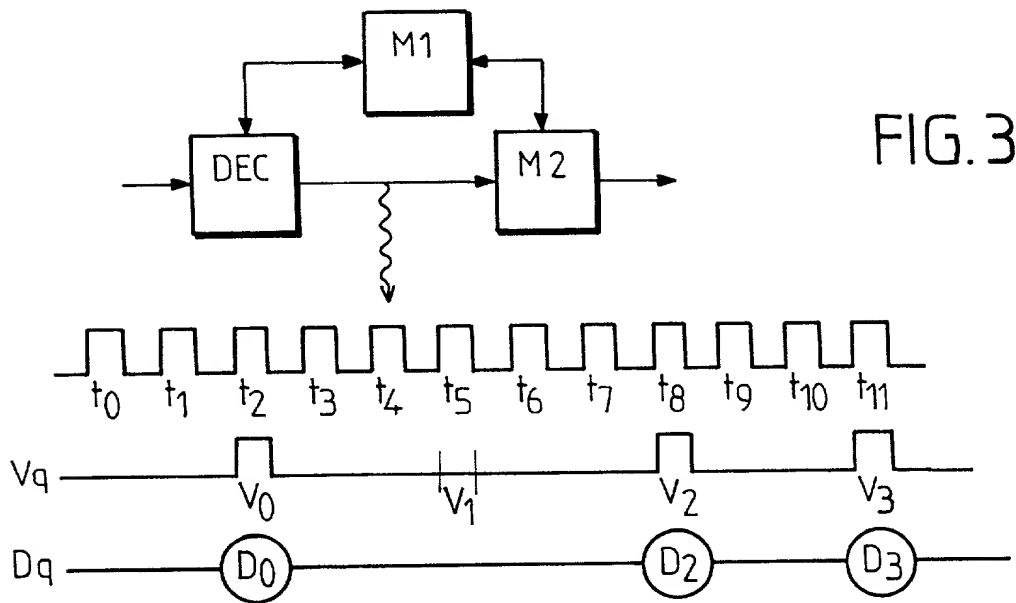 M1
DEC
M2
FIG. 3
t0 t1 t2 t3 t4 t5 t6 t7 t8 t9 t10 t11
Vq
V0 V1 V2 V3
Dq D0 D2 D3